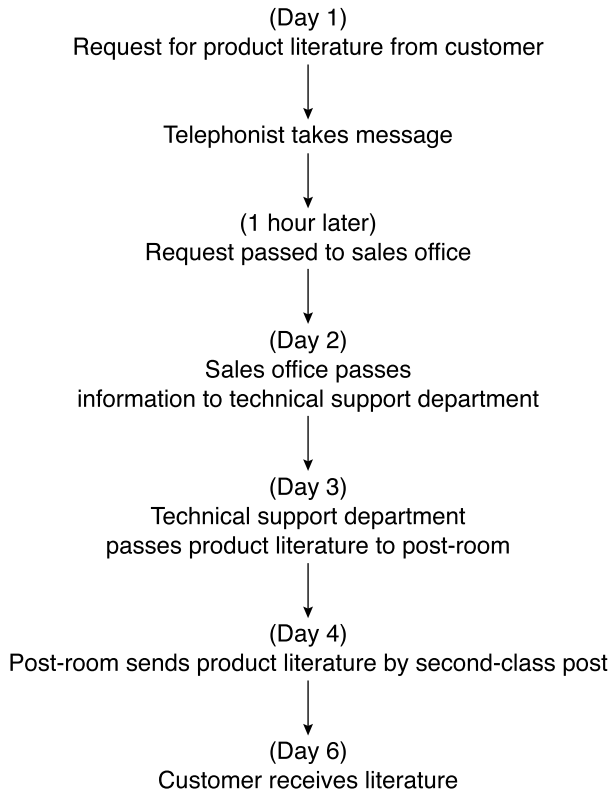 (Day 1)
Request for product literature from customer
Telephonist takes message
(1 hour later)
Request passed to sales office
(Day 2)
Sales office passes
information to technical support department
(Day 3)
Technical support department
passes product literature to post-room
(Day 4)
Post-room sends product literature by second-class post
(Day 6)
Customer receives literature